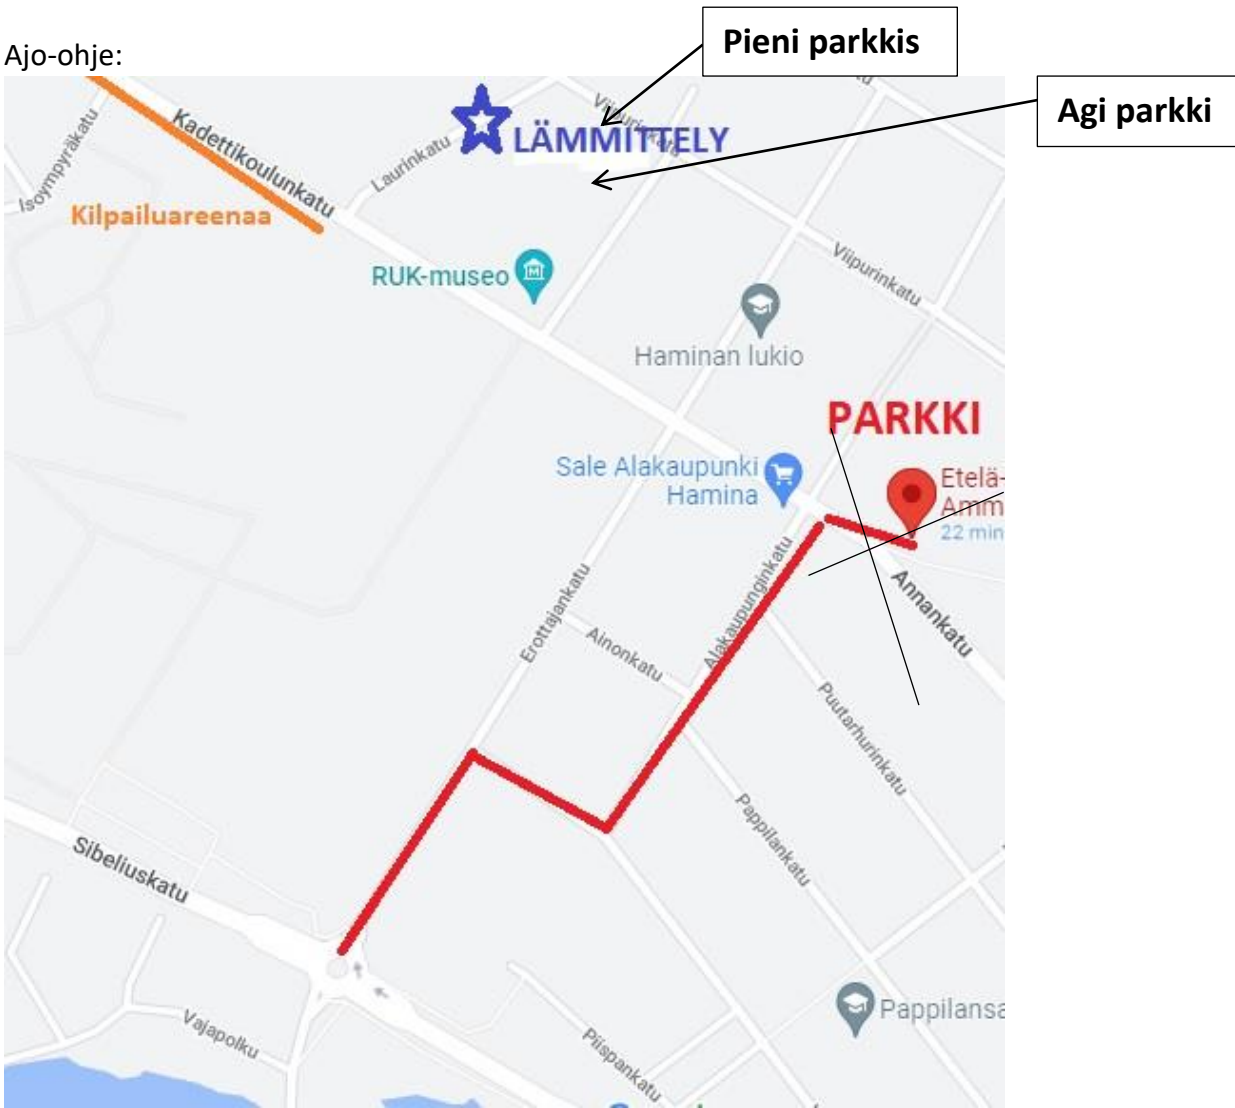 Pieni parkkis
Ajo-ohje:
Agi parkki
LÄMMITTELY
Viipurinkatu
Kadettikoulunkatu
Isoympyräkatu
Laurinkatu
Kilpailuareenaa
RUK-museo
Viipurinkatu
Haminan lukio
PARKKI
Sale Alakaupunki
Hamina
Etelä-
Amm
22 min
Erottajankatu
Alakaupunginkatu
Annankatu
Ainonkatu
Puutarhurinkatu
Pappilankatu
Sibeliuskatu
Pappilansa
Vajapolku
Piispankatu